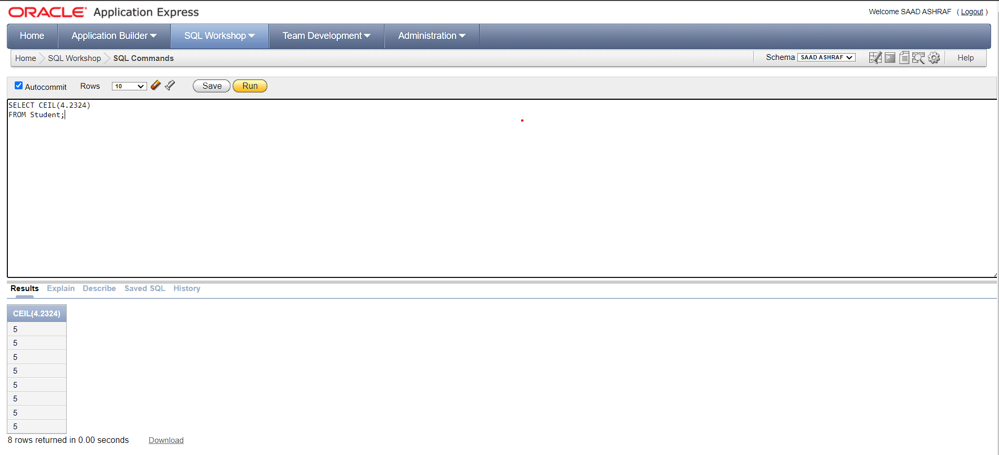 ORACLE® Application Express
Welcome SAAD ASHRAF ( Logout )
Home Application Builder SQL Workshop Team Development Administration
Home SQL Workshop SQL Commands
Schema SAAD ASHRAF Help
Autocommit Rows 10 Save Run
SELECT CEIL(4.2324)
FROM Student;
Results Explain Describe Saved SQL History
CEIL(4.2324)
5
5
5
5
5
5
5
5
8 rows returned in 0.00 seconds Download